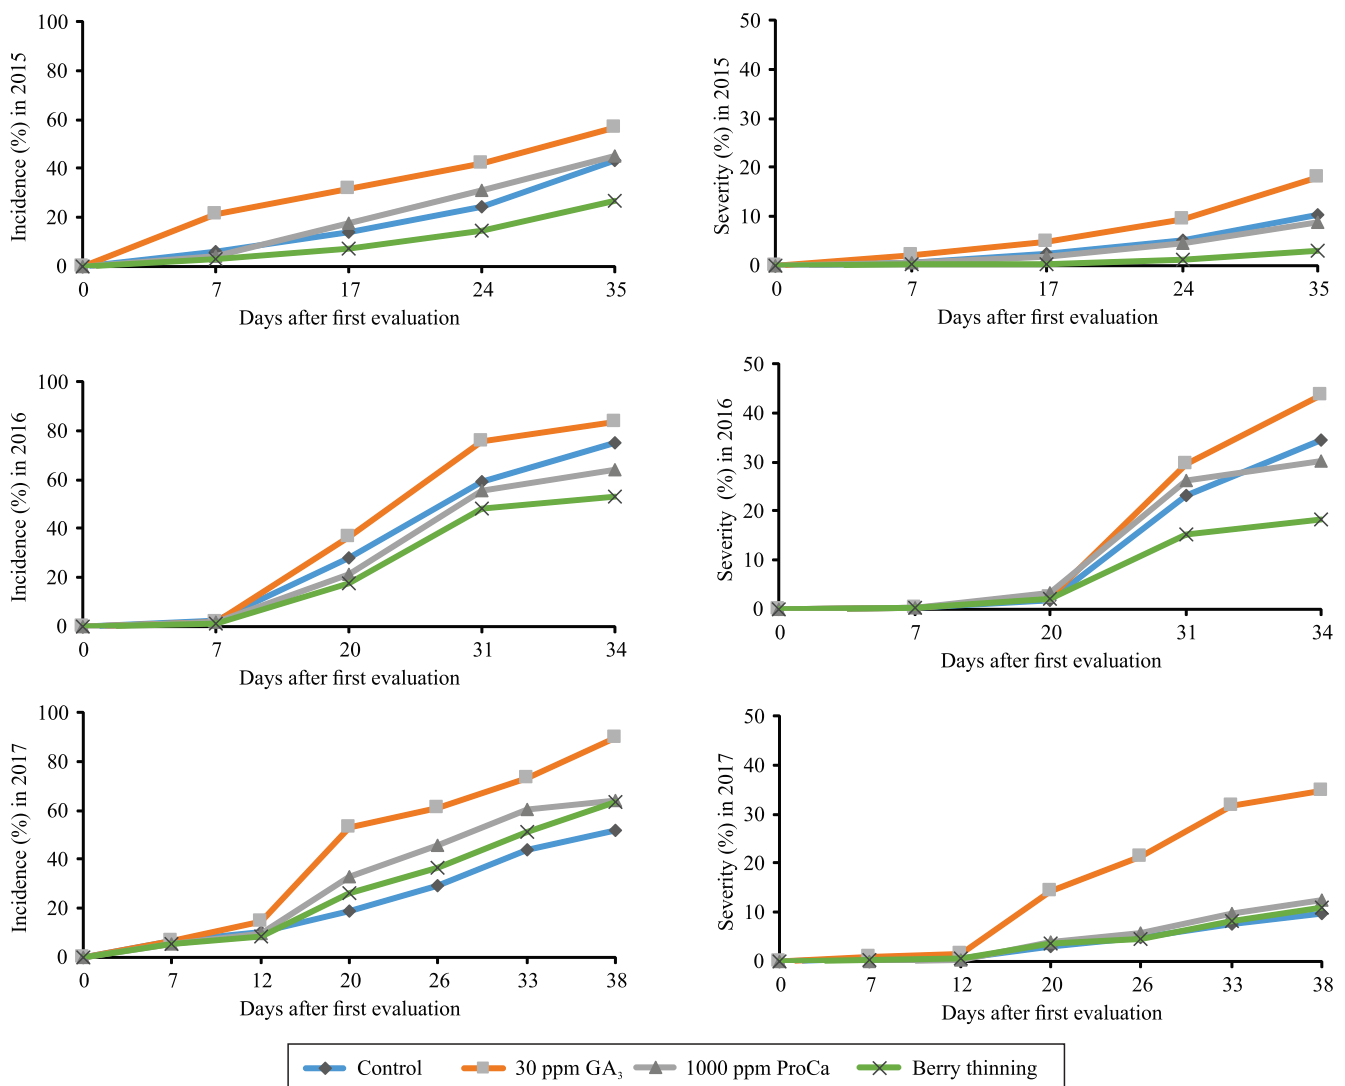 Incidence (%) in 2015
100
80
60
40
20
0
0 7 17 24 35
Days after first evaluation
Severity (%) in 2015
50
40
30
20
10
0
0 7 17 24 35
Days after first evaluation
Incidence (%) in 2016
100
80
60
40
20
0
0 7 20 31 34
Days after first evaluation
Severity (%) in 2016
50
40
30
20
10
0
0 7 20 31 34
Days after first evaluation
Incidence (%) in 2017
100
80
60
40
20
0
0 7 12 20 26 33 38
Days after first evaluation
Severity (%) in 2017
50
40
30
20
10
0
0 7 12 20 26 33 38
Days after first evaluation
Control 30 ppm GA₃ 1000 ppm ProCa Berry thinning